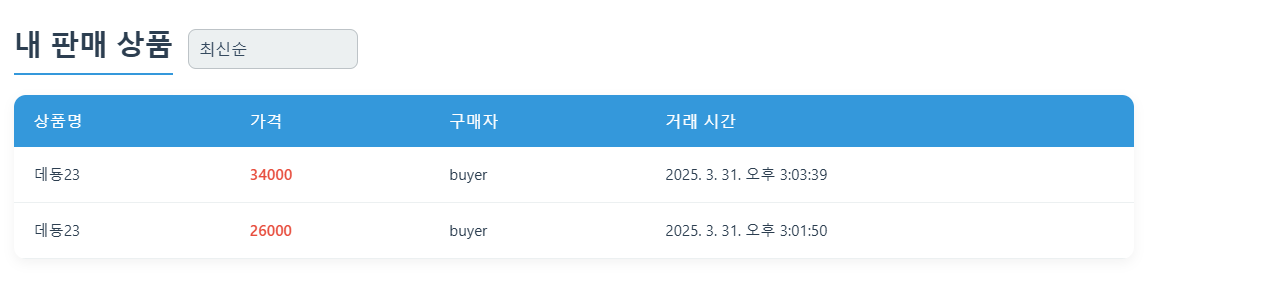 내 판매 상품 최신순
상품명 가격 구매자 거래 시간
데등23 34000 buyer 2025. 3. 31. 오후 3:03:39
데등23 26000 buyer 2025. 3. 31. 오후 3:01:50